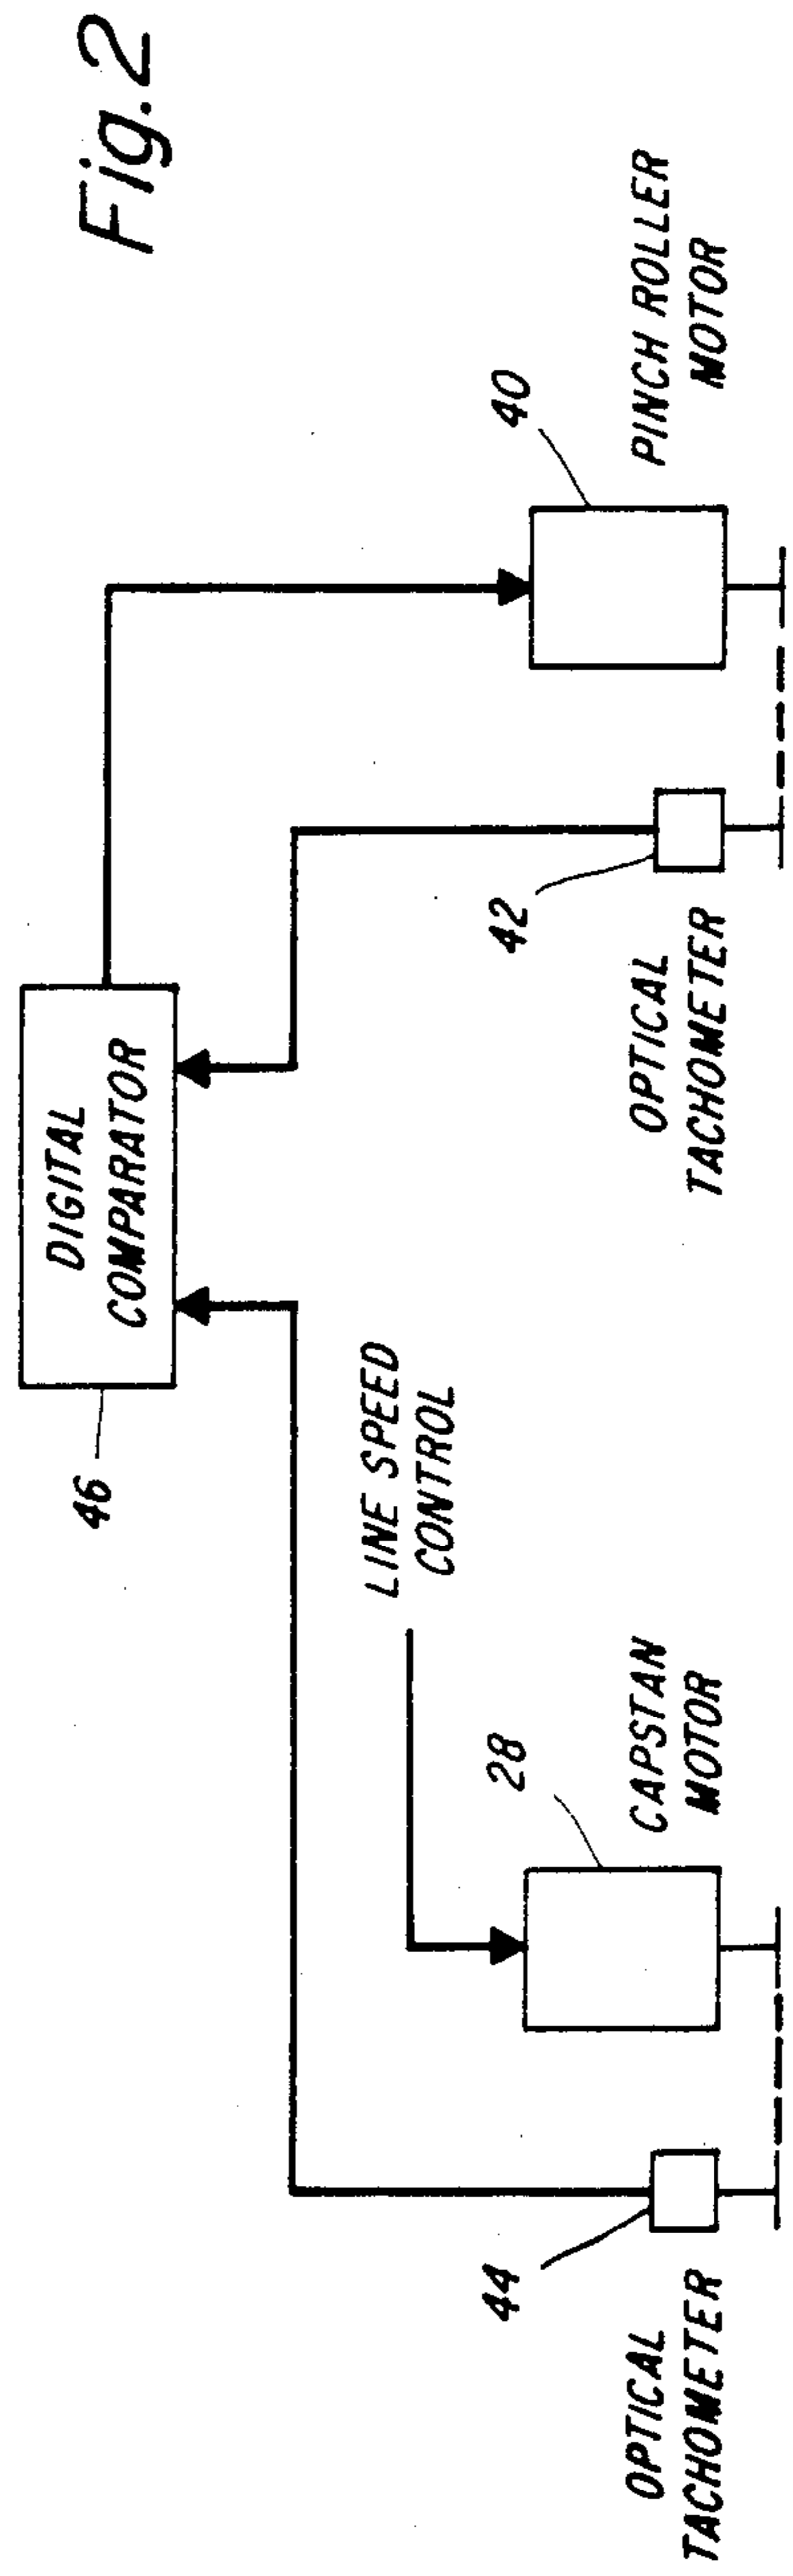 Fig. 2
DIGITAL
COMPARATOR
46
LINE SPEED
CONTROL
44
OPTICAL
TACHOMETER
28
CAPSTAN
MOTOR
42
OPTICAL
TACHOMETER
40
PINCH ROLLER
MOTOR